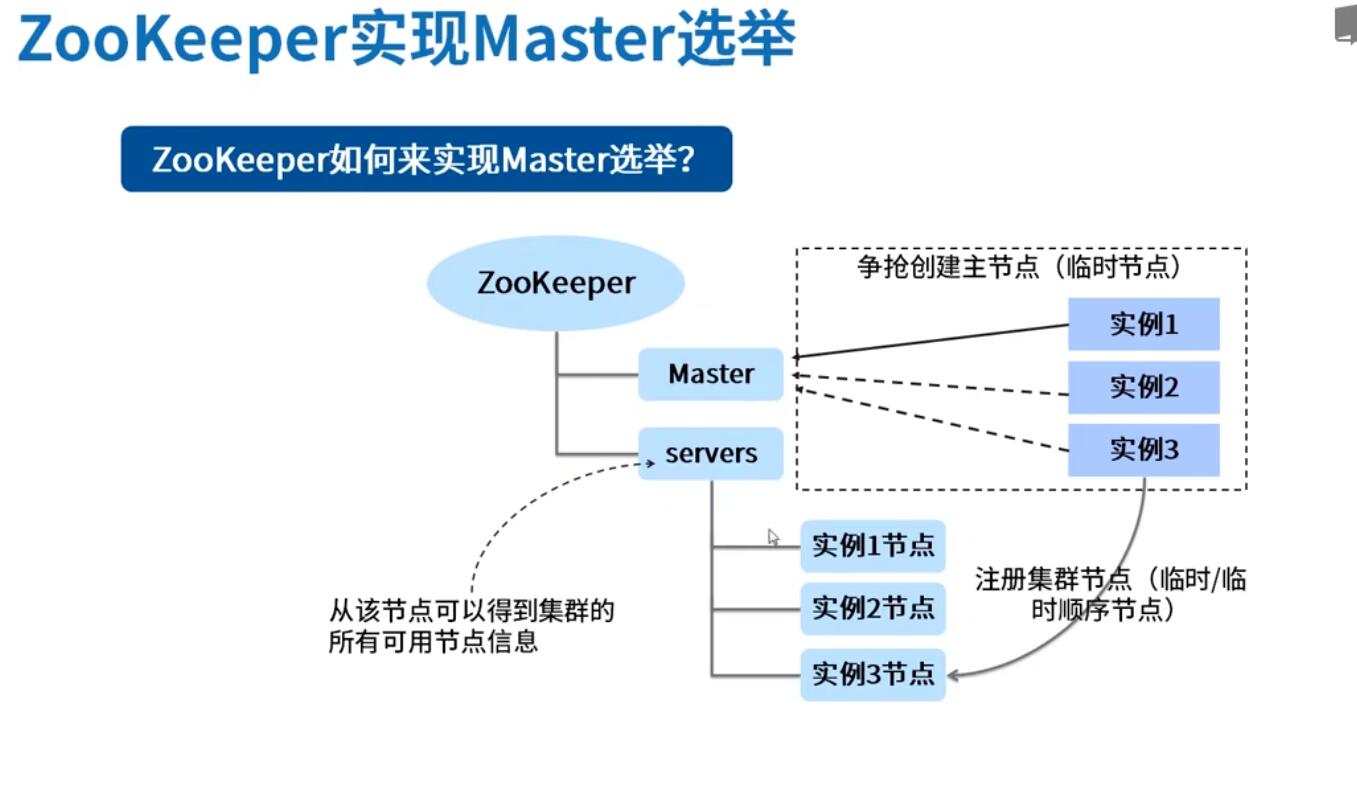 ZooKeeper实现Master选举
ZooKeeper如何来实现Master选举？
ZooKeeper
争抢创建主节点（临时节点）
实例1
Master
实例2
实例3
servers
实例1节点
注册集群节点（临时/临
时顺序节点）
从该节点可以得到集群的
所有可用节点信息
实例2节点
实例3节点